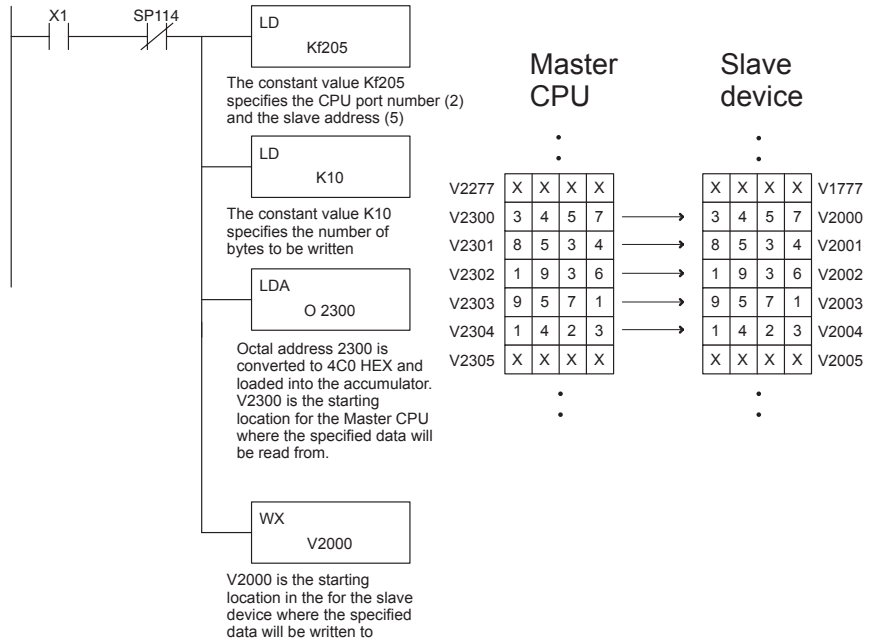 X1 SP114
LD
Kf205
The constant value Kf205
specifies the CPU port number (2)
and the slave address (5)
LD
K10
The constant value K10
specifies the number of
bytes to be written
LDA
O 2300
Octal address 2300 is
converted to 4C0 HEX and
loaded into the accumulator.
V2300 is the starting
location for the Master CPU
where the specified data will
be read from.
WX
V2000
V2000 is the starting
location in the for the slave
device where the specified
data will be written to
Master
CPU
Slave
device
V2277 X X X X X X X X V1777
V2300 3 4 5 7 3 4 5 7 V2000
V2301 8 5 3 4 8 5 3 4 V2001
V2302 1 9 3 6 1 9 3 6 V2002
V2303 9 5 7 1 9 5 7 1 V2003
V2304 1 4 2 3 1 4 2 3 V2004
V2305 X X X X X X X X V2005